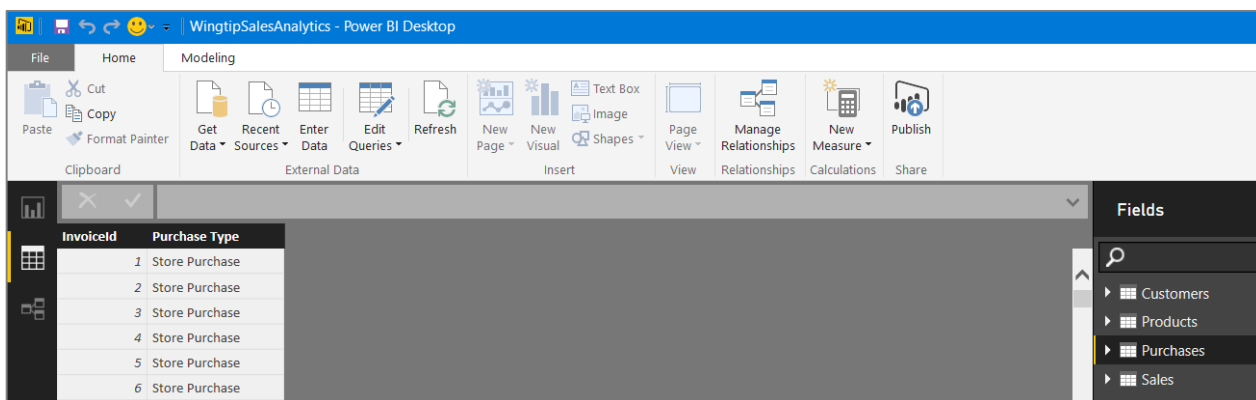 WingtipSalesAnalytics - Power BI Desktop
File Home Modeling
Cut
Copy
Format Painter
Paste
Clipboard
Get Data
Recent Sources
Enter Data
Edit Queries
Refresh
External Data
New Page
New Visual
Text Box
Image
Shapes
Insert
Page View
View
Manage Relationships
Relationships
New Measure
Calculations
Publish
Share
InvoiceId Purchase Type
1 Store Purchase
2 Store Purchase
3 Store Purchase
4 Store Purchase
5 Store Purchase
6 Store Purchase
Fields
Customers
Products
Purchases
Sales